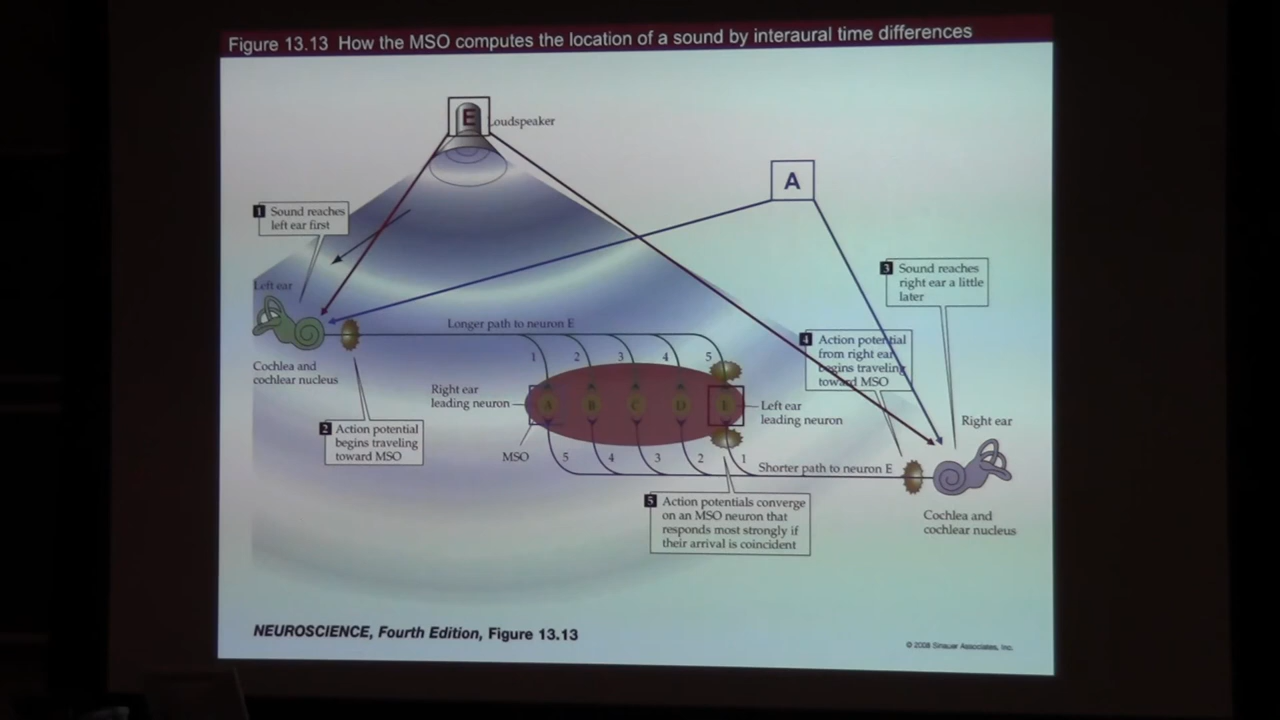 Figure 13.13 How the MSO computes the location of a sound by interaural time differences
E
Loudspeaker
A
1 Sound reaches
left ear first
3 Sound reaches
right ear a little
later
Left ear
Longer path to neuron E
4 Action potential
from right ear
begins traveling
toward MSO
1 2 3 4 5
Cochlea and
cochlear nucleus
Right ear
leading neuron
A B C D E
Left ear
leading neuron
Right ear
2 Action potential
begins traveling
toward MSO
MSO
5 4 3 2 1
Shorter path to neuron E
5 Action potentials converge
on an MSO neuron that
responds most strongly if
their arrival is coincident
Cochlea and
cochlear nucleus
NEUROSCIENCE, Fourth Edition, Figure 13.13
© 2008 Sinauer Associates, Inc.